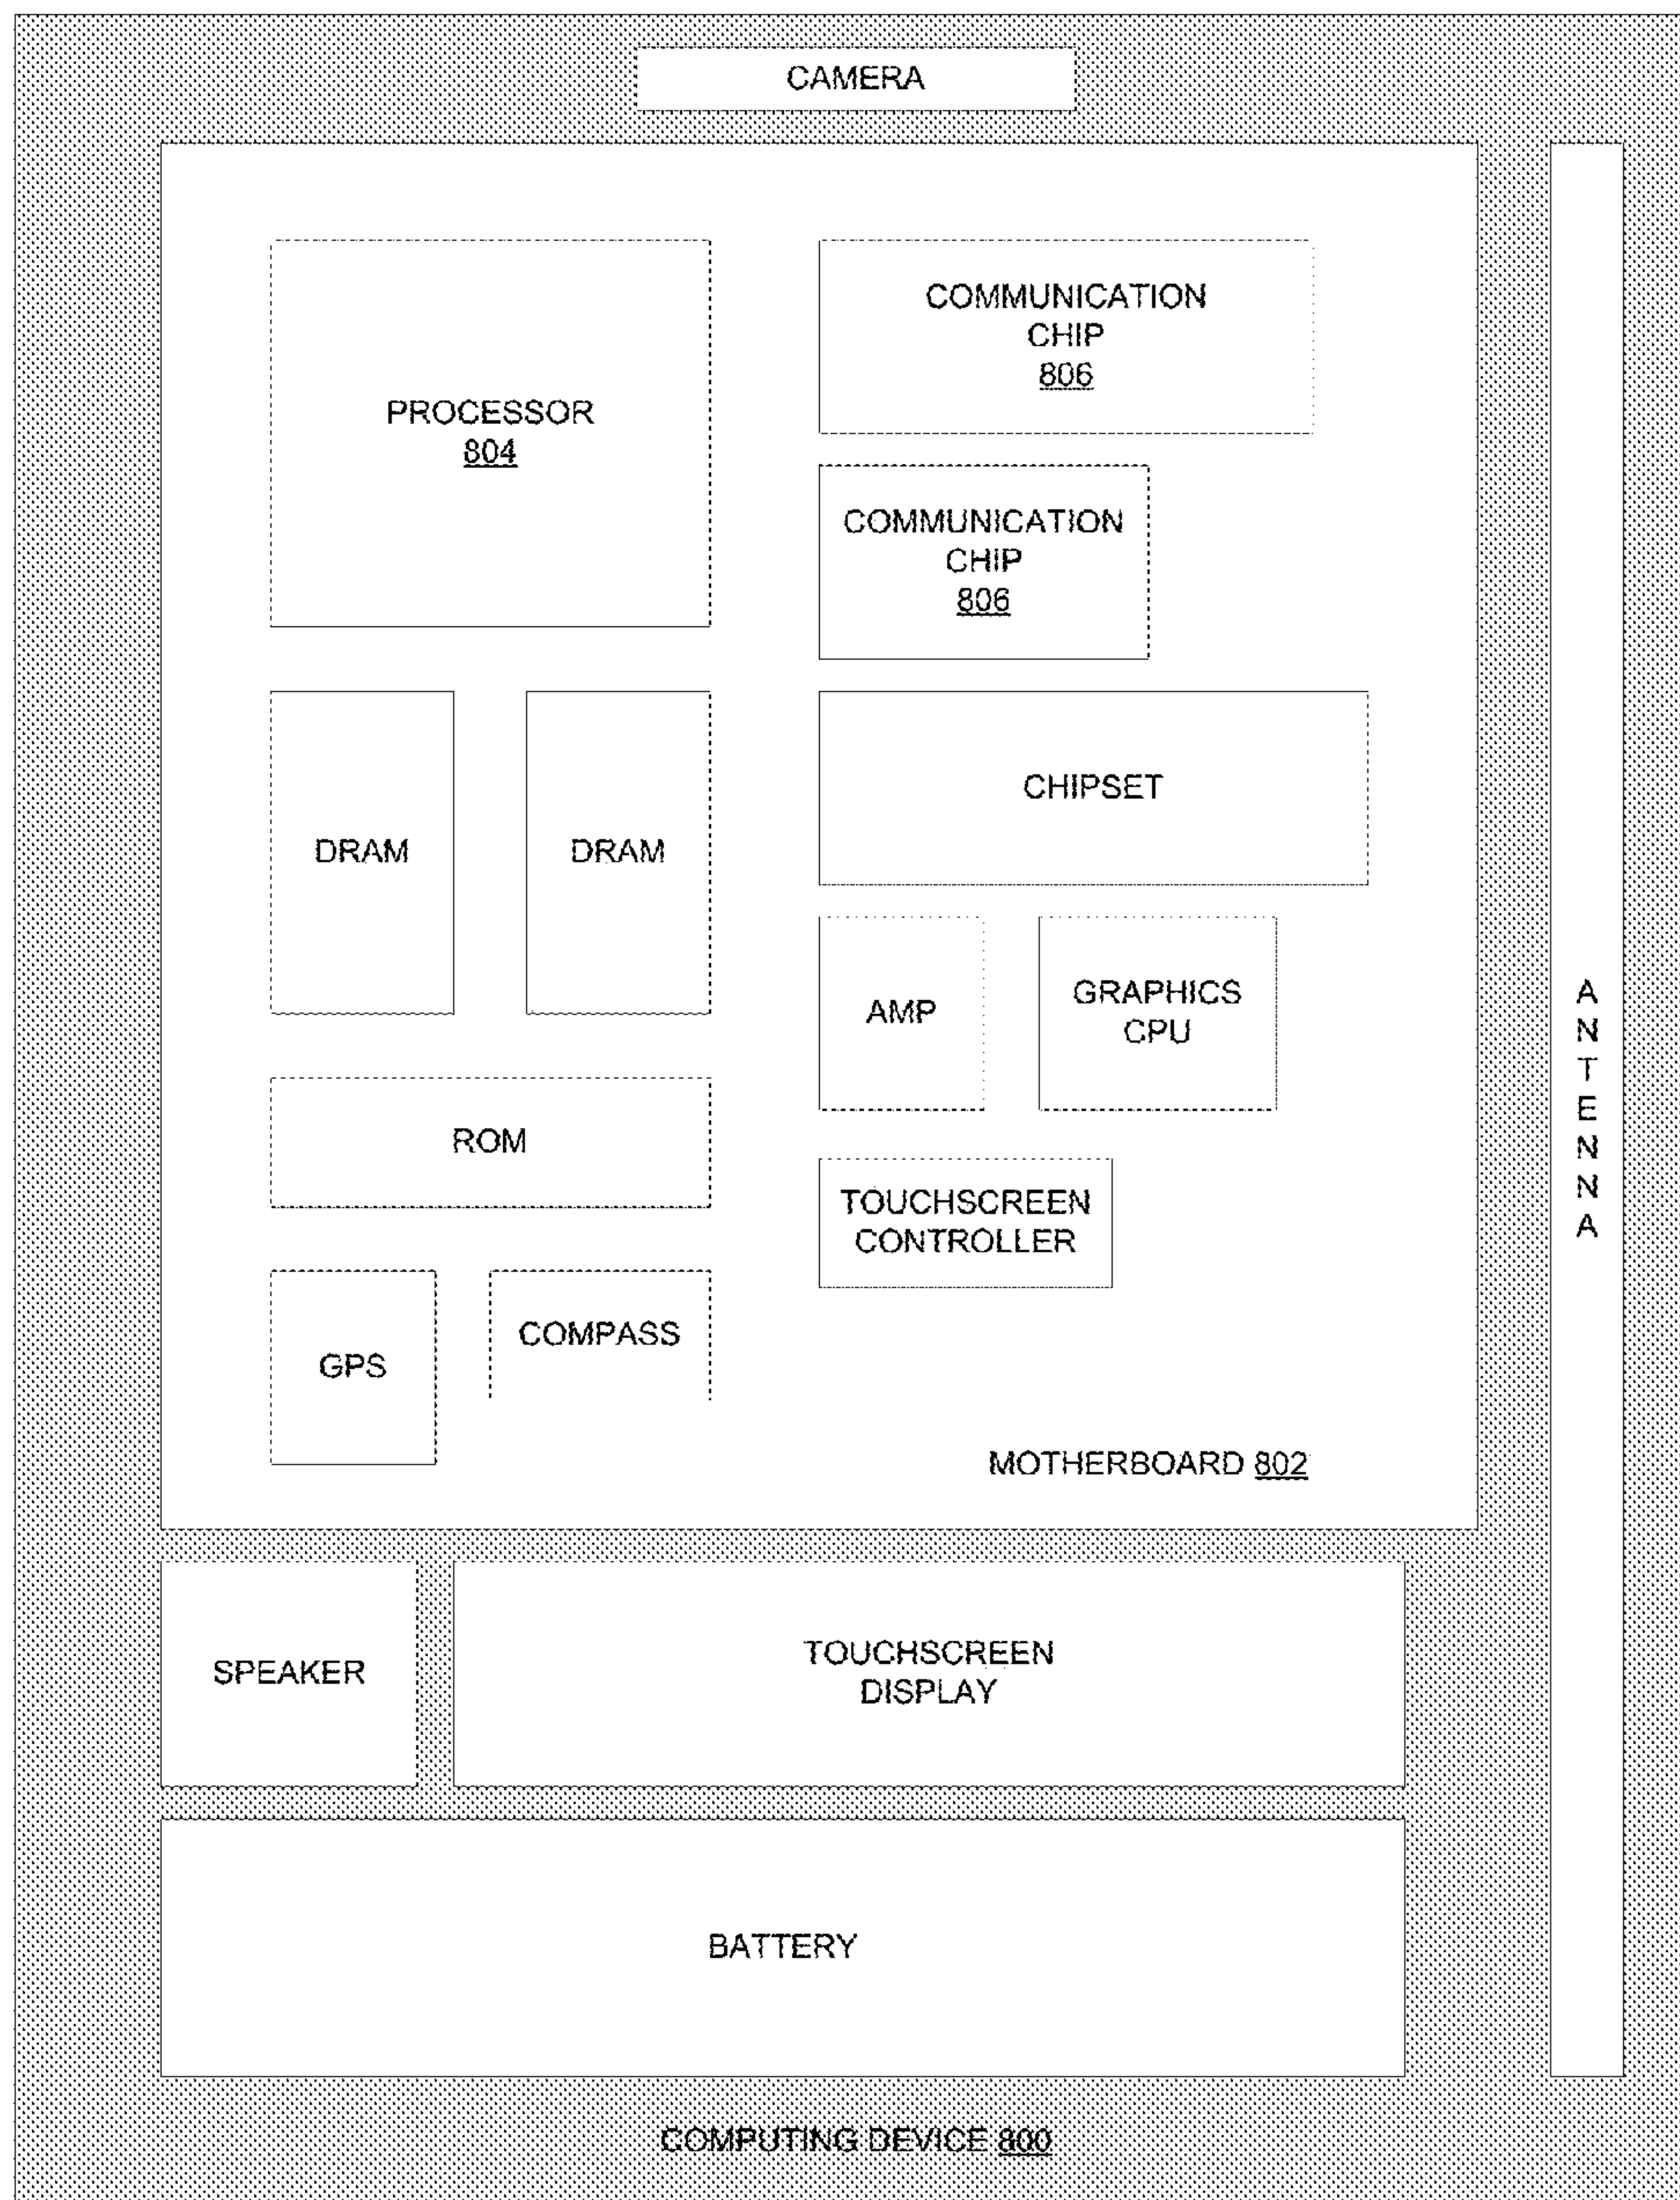 CAMERA
PROCESSOR
804
COMMUNICATION
CHIP
806
COMMUNICATION
CHIP
806
DRAM
DRAM
CHIPSET
AMP
GRAPHICS
CPU
ROM
TOUCHSCREEN
CONTROLLER
GPS
COMPASS
MOTHERBOARD 802
ANTENNA
SPEAKER
TOUCHSCREEN
DISPLAY
BATTERY
COMPUTING DEVICE 800